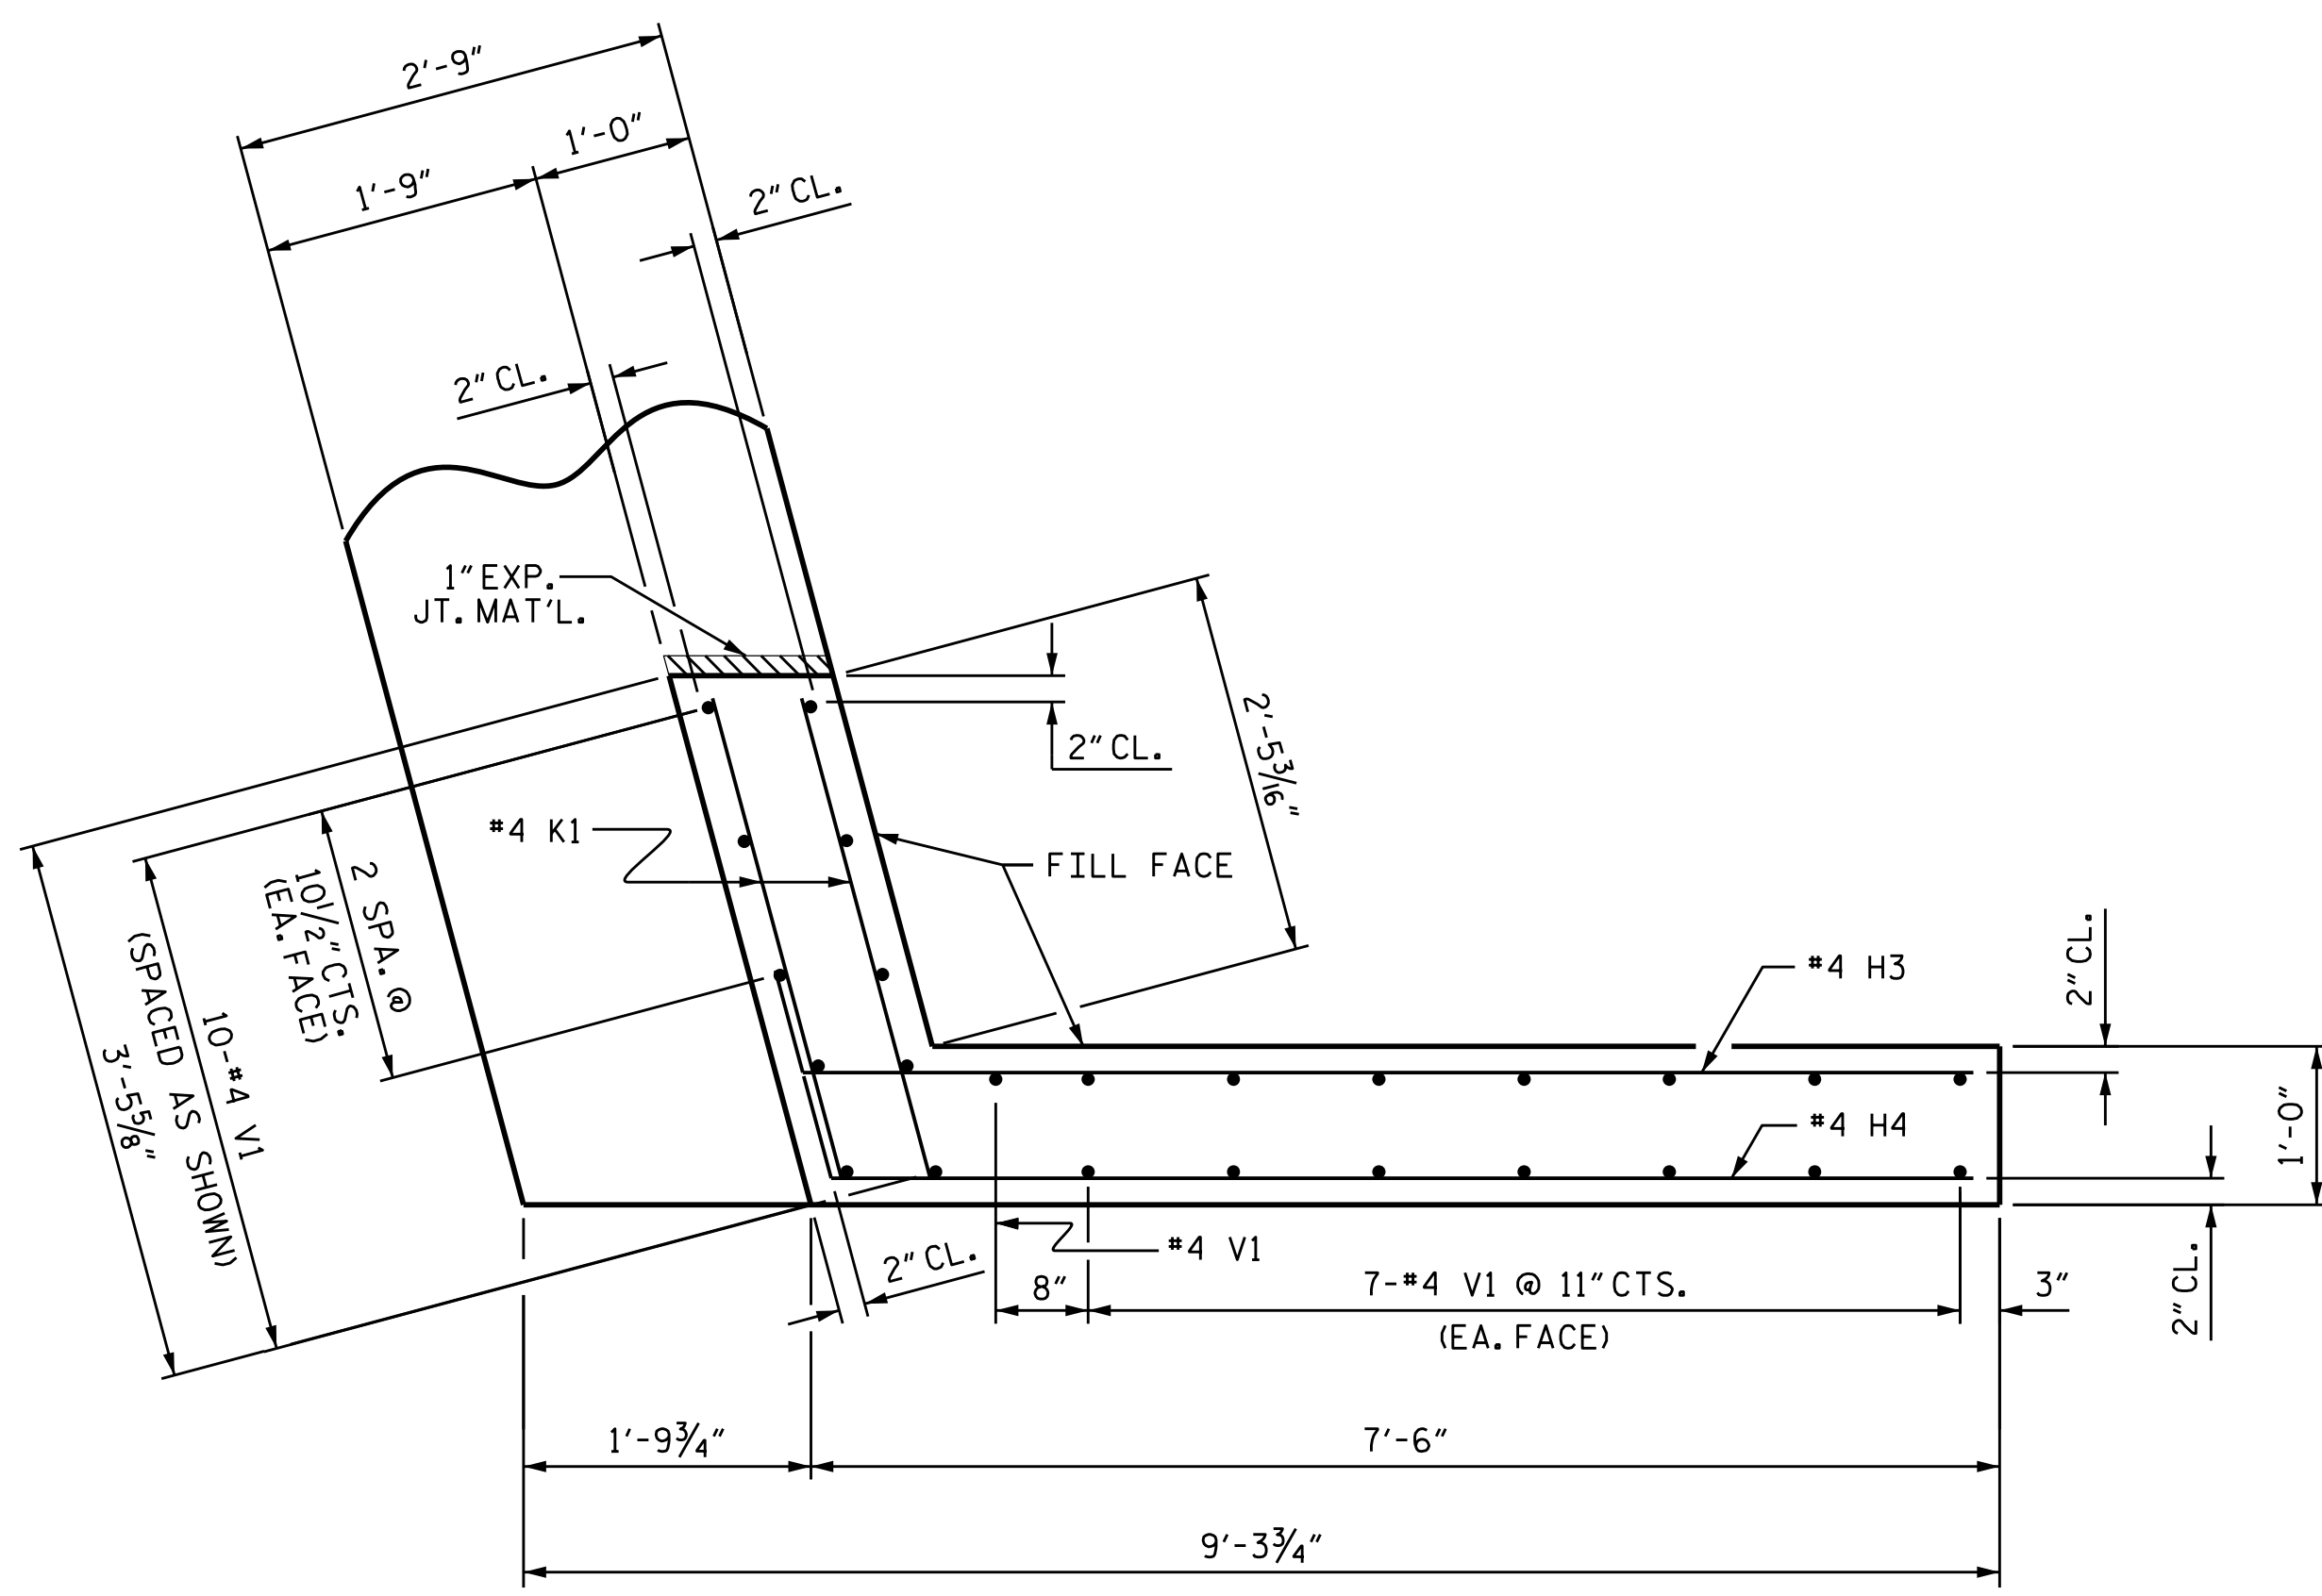 2'-9"
1'-0"
1'-9"
2" CL.
2" CL.
1" EXP.
JT. MAT'L.
2'-5 3/16"
2" CL.
#4 K1
FILL FACE
2 SPA. @
10 1/2" CTS.
(EA. FACE)
10-#4 V1
(SPACED AS SHOWN)
3'-5 5/8"
#4 H3
2" CL.
#4 H4
1'-0"
2" CL.
#4 V1
2" CL.
8"
7-#4 V1 @ 11" CTS.
(EA. FACE)
3"
1'-9 3/4"
7'-6"
9'-3 3/4"